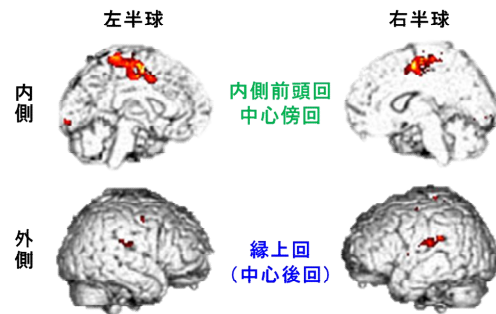 左半球
右半球
内側
内側前頭回
中心傍回
外側
縁上回
（中心後回）